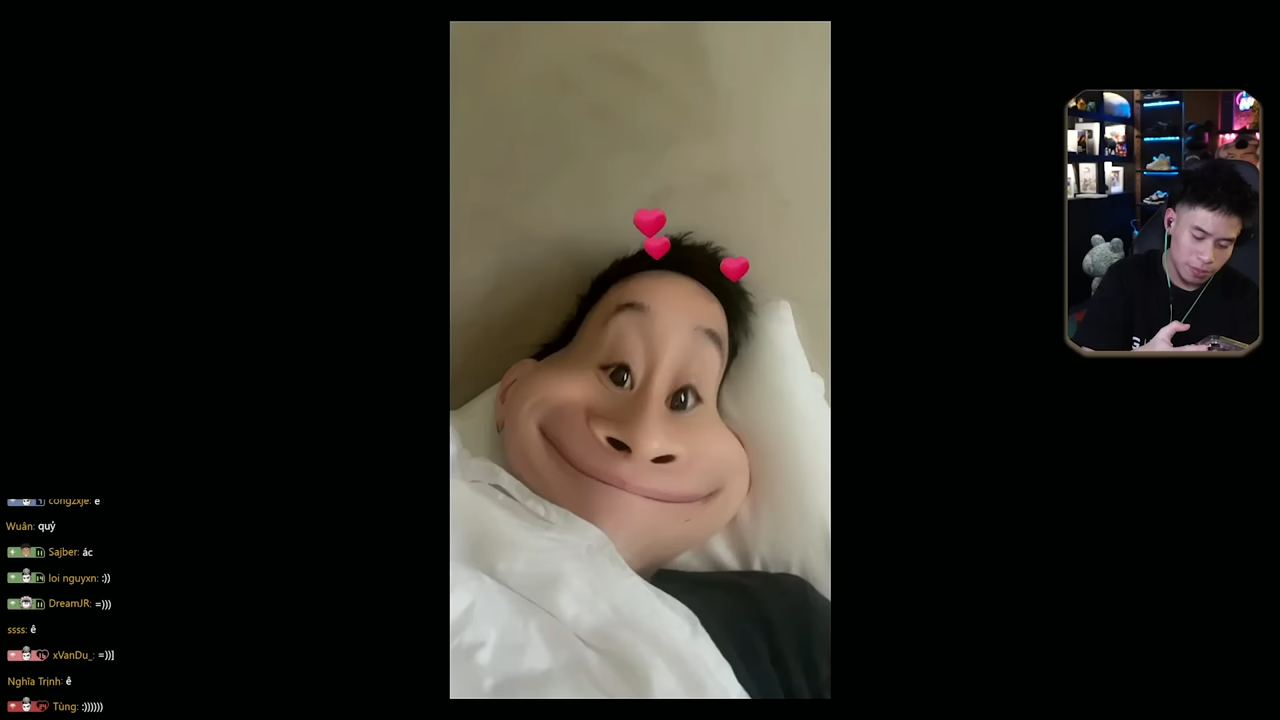 congzxje: e
Wuân: quỷ
Sajber: ác
loi nguyxn: :))
DreamJR: =)))
ssss: ê
xVanDu_: =))]
Nghĩa Trịnh: ê
Tùng: :))))))